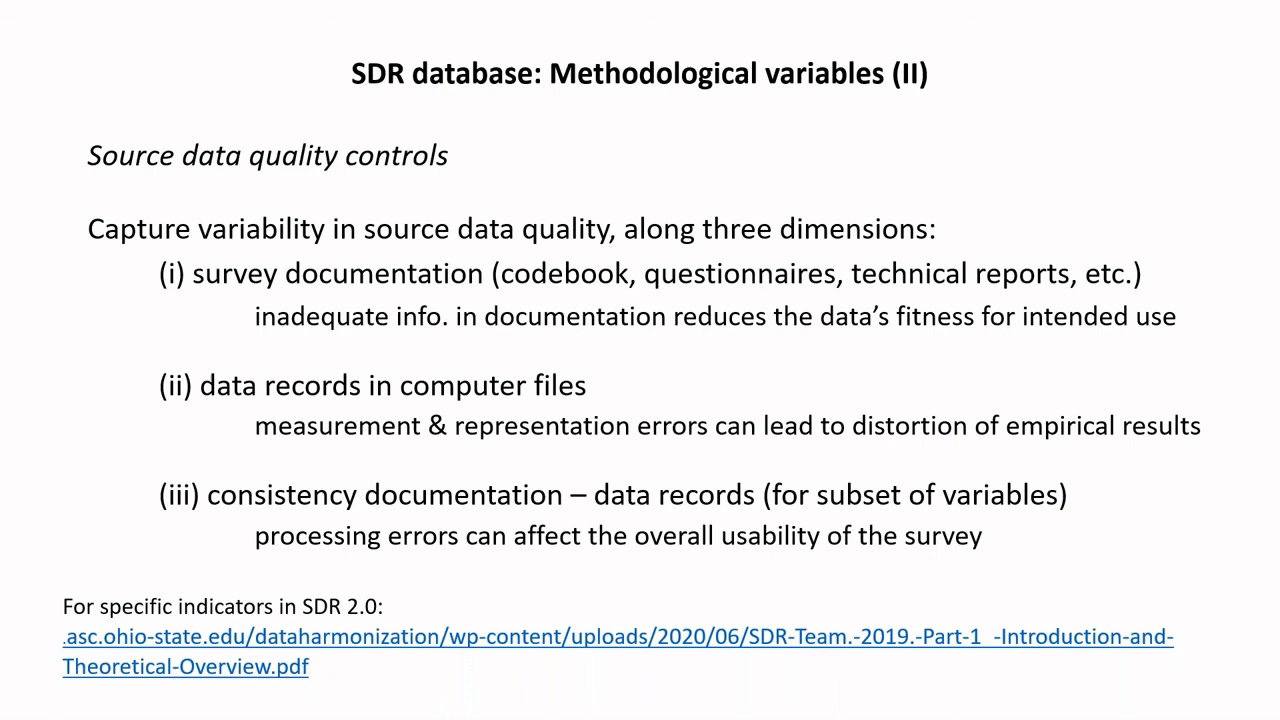 SDR database: Methodological variables (II)
Source data quality controls
Capture variability in source data quality, along three dimensions:
(i) survey documentation (codebook, questionnaires, technical reports, etc.)
inadequate info. in documentation reduces the data’s fitness for intended use
(ii) data records in computer files
measurement & representation errors can lead to distortion of empirical results
(iii) consistency documentation – data records (for subset of variables)
processing errors can affect the overall usability of the survey
For specific indicators in SDR 2.0:
.asc.ohio-state.edu/dataharmonization/wp-content/uploads/2020/06/SDR-Team.-2019.-Part-1_-Introduction-and-
Theoretical-Overview.pdf